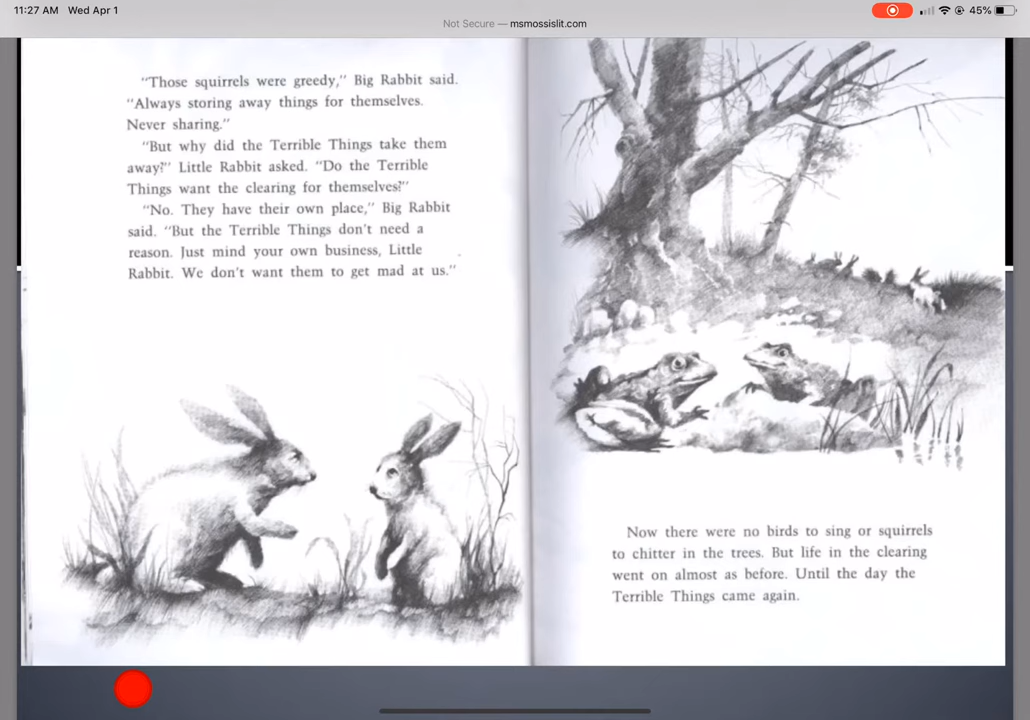 11:27 AM Wed Apr 1
45%
Not Secure — msmossislit.com
“Those squirrels were greedy,” Big Rabbit said.
“Always storing away things for themselves.
Never sharing.”
“But why did the Terrible Things take them
away?” Little Rabbit asked. “Do the Terrible
Things want the clearing for themselves?”
“No. They have their own place,” Big Rabbit
said. “But the Terrible Things don’t need a
reason. Just mind your own business, Little
Rabbit. We don’t want them to get mad at us.”
Now there were no birds to sing or squirrels
to chitter in the trees. But life in the clearing
went on almost as before. Until the day the
Terrible Things came again.